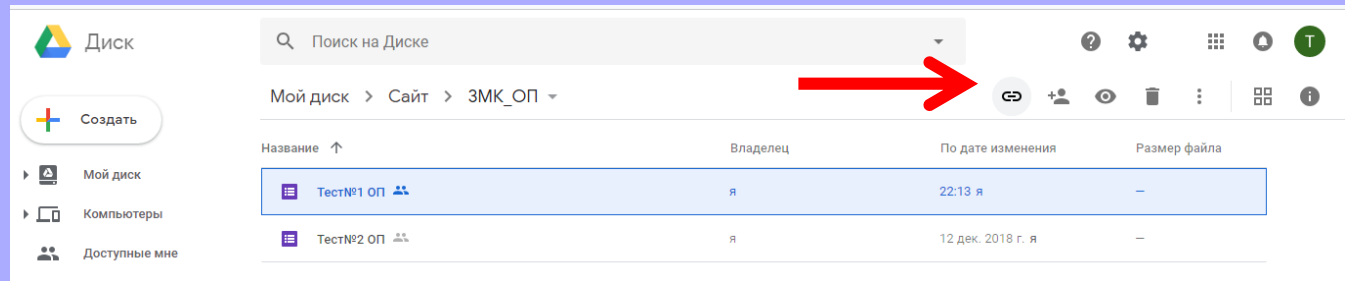 Диск
Поиск на Диске
Т
Мой диск > Сайт > ЗМК_ОП
Создать
Название Владелец По дате изменения Размер файла
Мой диск
Тест№1 ОП я 22:13 я —
Компьютеры
Тест№2 ОП я 12 дек. 2018 г. я —
Доступные мне